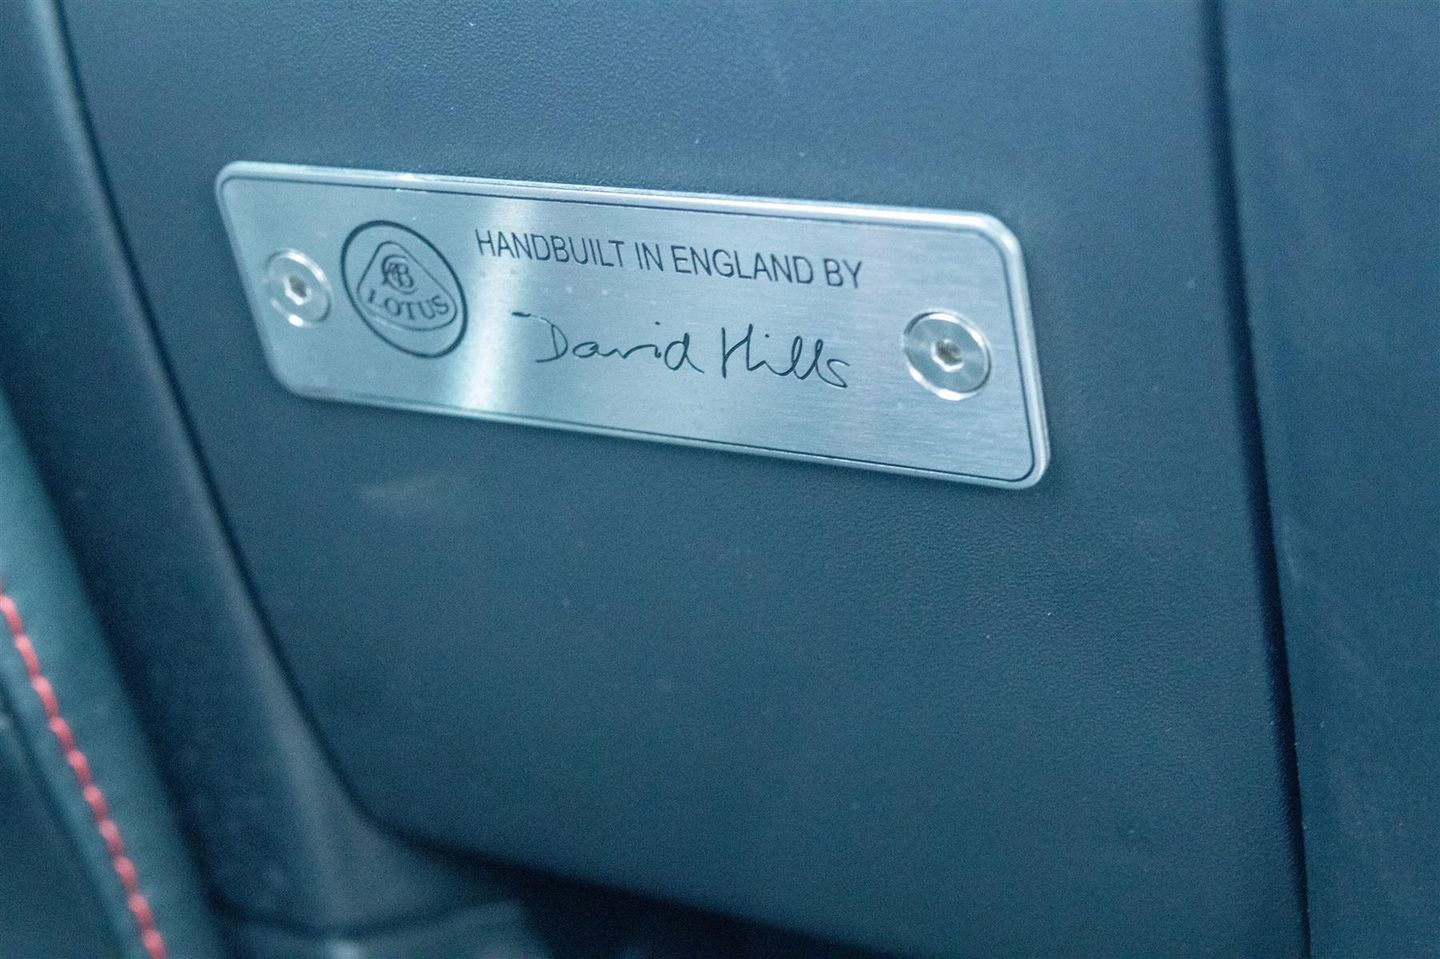 HANDBUILT IN ENGLAND BY
David Hills
LOTUS